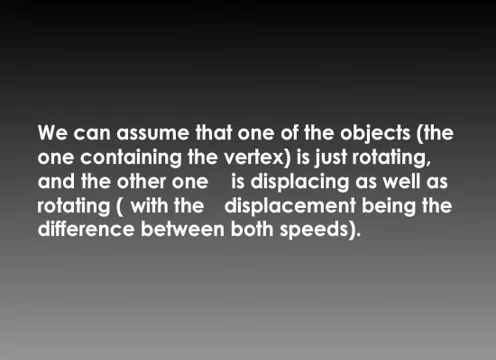 We can assume that one of the objects (the
one containing the vertex) is just rotating,
and the other one is displacing as well as
rotating ( with the displacement being the
difference between both speeds).